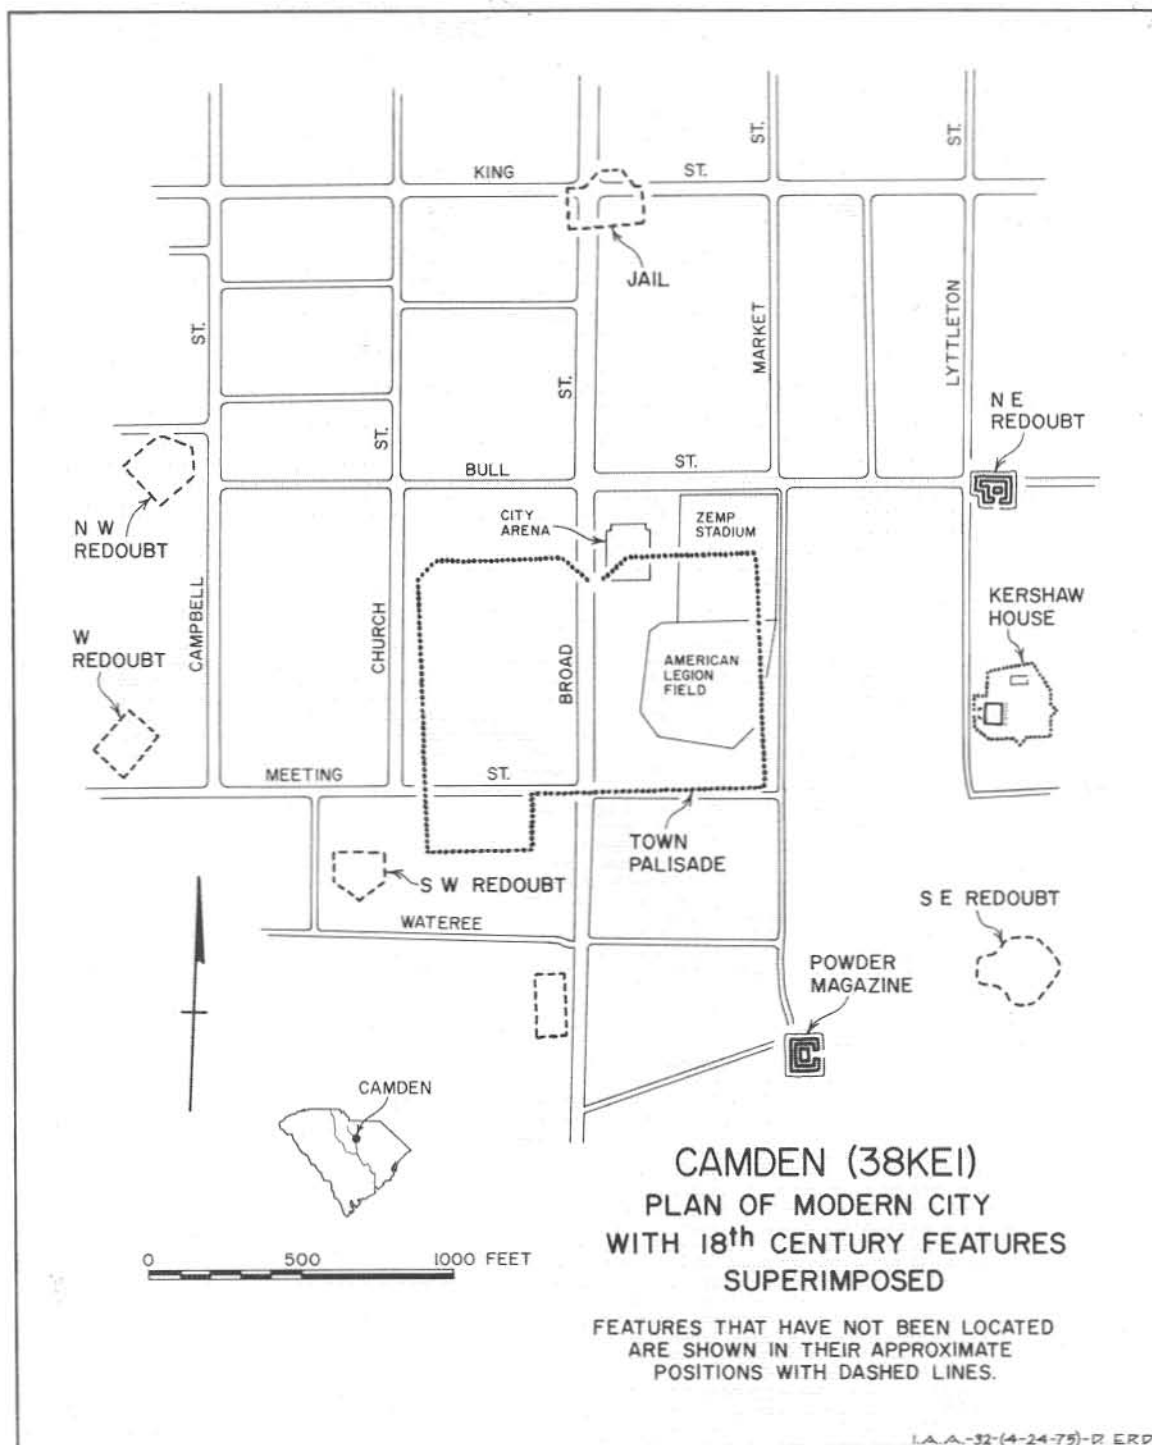 ST.
ST.
KING
ST.
JAIL
ST.
MARKET
LYTTLETON
ST.
N E
REDOUBT
ST.
BULL
ST.
CITY
ARENA
ZEMP
STADIUM
N W
REDOUBT
KERSHAW
HOUSE
CAMPBELL
CHURCH
BROAD
W
REDOUBT
AMERICAN
LEGION
FIELD
MEETING
ST.
TOWN
PALISADE
S W REDOUBT
S E REDOUBT
WATEREE
POWDER
MAGAZINE
CAMDEN
CAMDEN (38KE1)
PLAN OF MODERN CITY
WITH 18th CENTURY FEATURES
SUPERIMPOSED
0 500 1000 FEET
FEATURES THAT HAVE NOT BEEN LOCATED
ARE SHOWN IN THEIR APPROXIMATE
POSITIONS WITH DASHED LINES.
I.A.A.-32-(4-24-75)-D. ERD